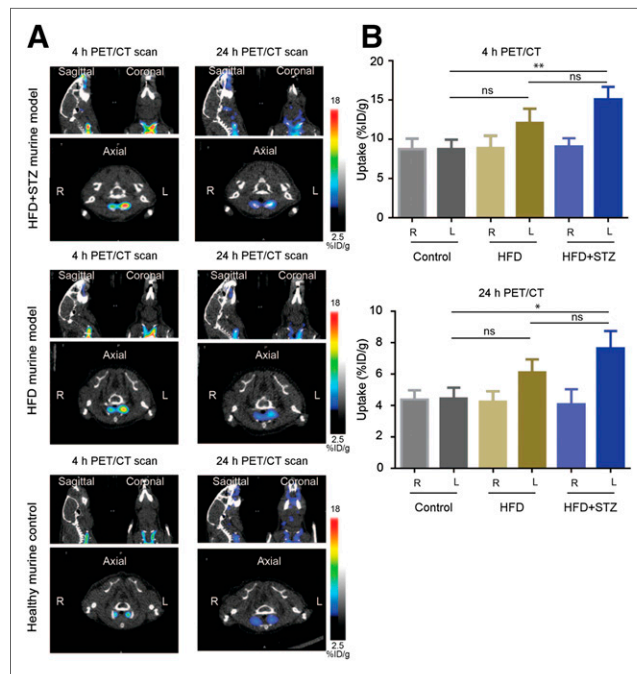 A
4 h PET/CT scan
24 h PET/CT scan
Sagittal
Coronal
Sagittal
Coronal
Axial
R
L
HFD+STZ murine model
18
2.5
%ID/g
4 h PET/CT scan
24 h PET/CT scan
Sagittal
Coronal
Sagittal
Coronal
Axial
R
L
HFD murine model
18
2.5
%ID/g
4 h PET/CT scan
24 h PET/CT scan
Sagittal
Coronal
Sagittal
Coronal
Axial
R
L
Healthy murine control
18
2.5
%ID/g
B
4 h PET/CT
**
ns
ns
Uptake (%ID/g)
20
15
10
5
0
R L R L R L
Control HFD HFD+STZ
24 h PET/CT
*
ns
ns
Uptake (%ID/g)
10
8
6
4
2
0
R L R L R L
Control HFD HFD+STZ